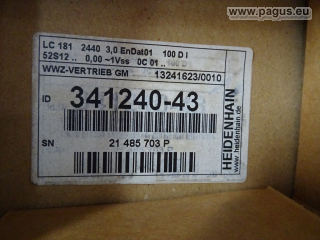 www.pagus.eu
LC 181 2440 3,0 EnDat01 100 D I
52S12 .. 0,00 ~1Vss 0C 01 .. 100 D
WWZ-VERTRIEB GM 13241623/0010
ID 341240-43
SN 21 485 703 P
HEIDENHAIN
www.heidenhain.de